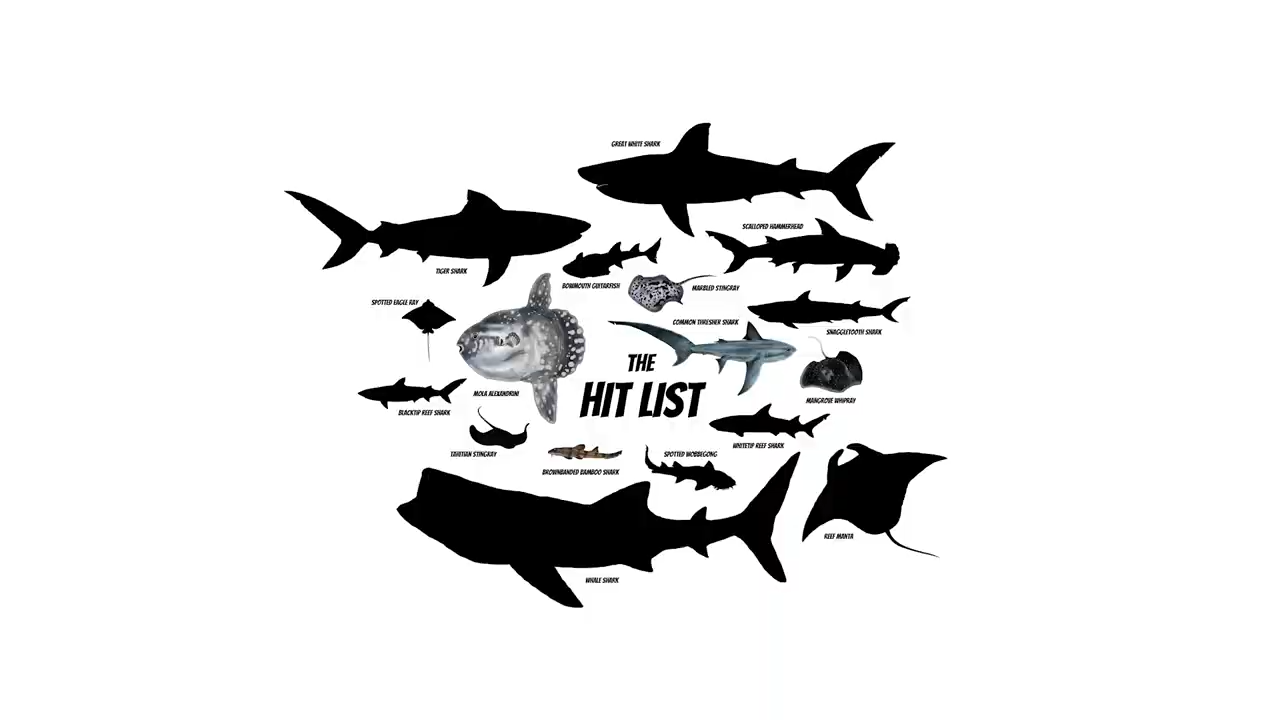 GREAT WHITE SHARK
SCALLOPED HAMMERHEAD
TIGER SHARK
BOWMOUTH GUITARFISH
MARBLED STINGRAY
SPOTTED EAGLE RAY
COMMON THRESHER SHARK
SNAGGLETOOTH SHARK
THE
HIT LIST
MOLA ALEXANDRINI
MANGROVE WHIPRAY
BLACKTIP REEF SHARK
WHITETIP REEF SHARK
TAHITIAN STINGRAY
SPOTTED WOBBEGONG
BROWNBANDED BAMBOO SHARK
REEF MANTA
WHALE SHARK